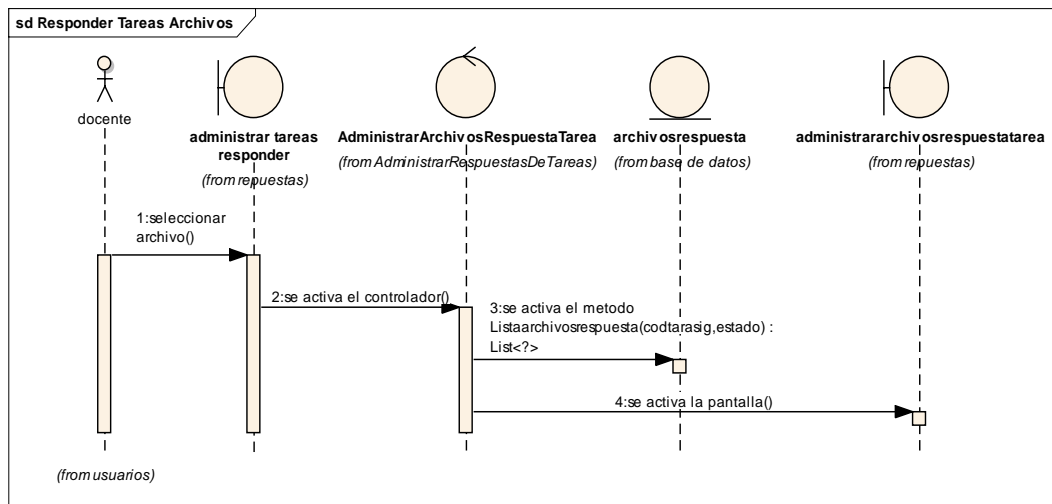 sd Responder Tareas Archivos
docente
administrar tareas
responder
(from repuestas)
AdministrarArchivosRespuestaTarea
(from AdministrarRespuestasDeTareas)
archivosrespuesta
(from base de datos)
administrararchivosrespuestatarea
(from repuestas)
1:seleccionar
archivo()
2:se activa el controlador()
3:se activa el metodo
Listaarchivosrespuesta(codtarasig,estado) :
List<?>
4:se activa la pantalla()
(from usuarios)